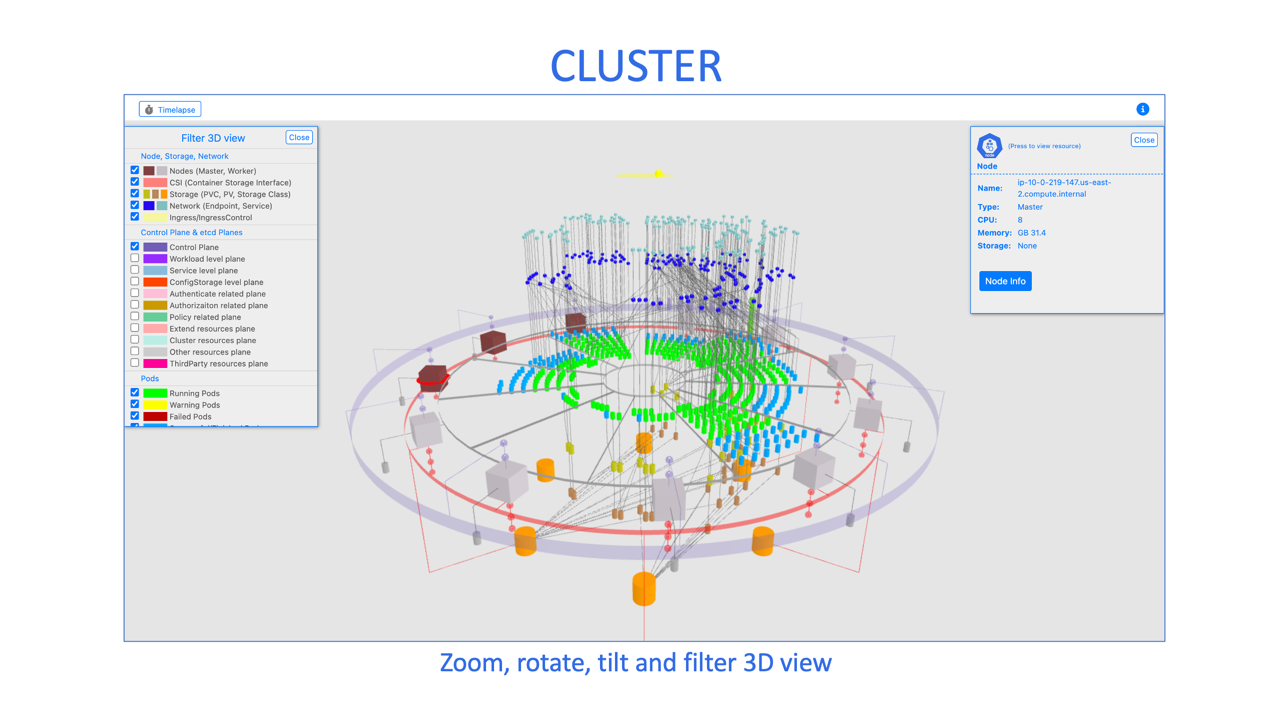 CLUSTER
Timelapse
Filter 3D view
Close
Node, Storage, Network
Nodes (Master, Worker)
CSI (Container Storage Interface)
Storage (PVC, PV, Storage Class)
Network (Endpoint, Service)
Ingress/IngressControl
Control Plane & etcd Planes
Control Plane
Workload level plane
Service level plane
ConfigStorage level plane
Authenticate related plane
Authorizaiton related plane
Policy related plane
Extend resources plane
Cluster resources plane
Other resources plane
ThirdParty resources plane
Pods
Running Pods
Warning Pods
Failed Pods
i
node
(Press to view resource)
Close
Node
Name: ip-10-0-219-147.us-east-
2.compute.internal
Type: Master
CPU: 8
Memory: GB 31.4
Storage: None
Node Info
Zoom, rotate, tilt and filter 3D view